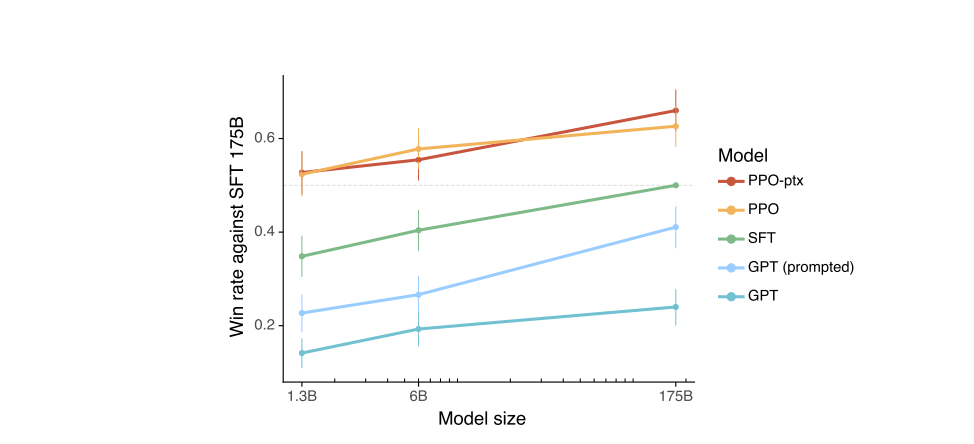 Win rate against SFT 175B
0.6
0.4
0.2
1.3B
6B
175B
Model size
Model
PPO-ptx
PPO
SFT
GPT (prompted)
GPT